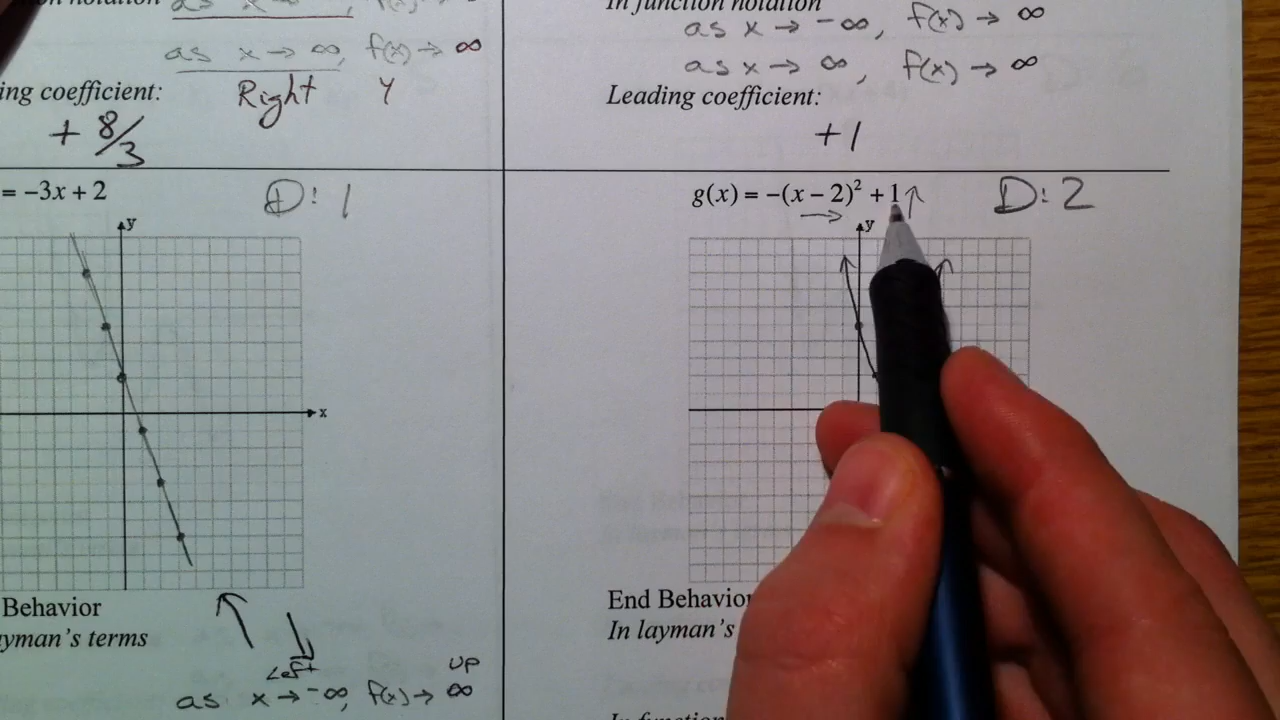 as x → ∞, f(x) → ∞
ing coefficient:
Right Y
+ 8/3
In function notation
as x → -∞, f(x) → ∞
as x → ∞, f(x) → ∞
Leading coefficient:
+1
= −3x + 2
D: 1
y
x
Behavior
ayman's terms
Left
up
as x → -∞, f(x) → ∞
g(x) = −(x − 2)² + 1
D: 2
y
End Behavior
In layman's